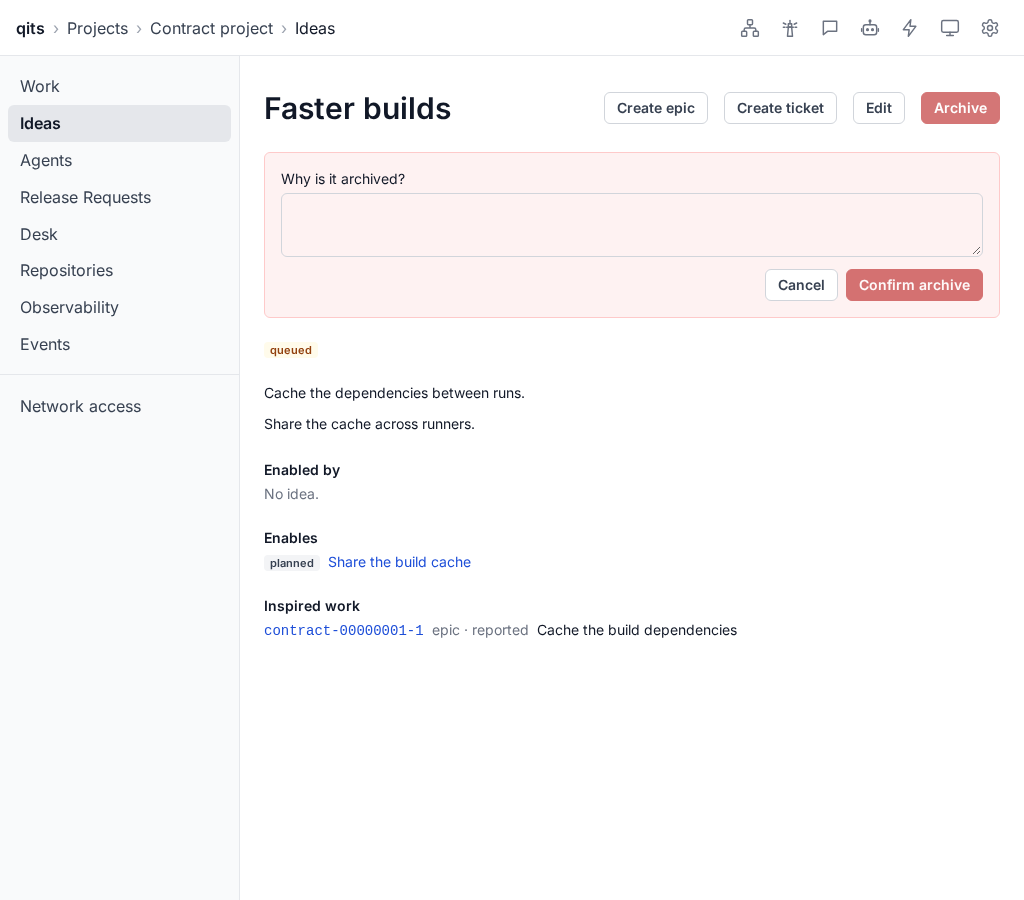 qits › Projects › Contract project › Ideas
Work
Ideas
Agents
Release Requests
Desk
Repositories
Observability
Events
Network access
Faster builds
Create epic
Create ticket
Edit
Archive
Why is it archived?
Cancel
Confirm archive
queued
Cache the dependencies between runs.
Share the cache across runners.
Enabled by
No idea.
Enables
planned Share the build cache
Inspired work
contract-00000001-1 epic · reported Cache the build dependencies